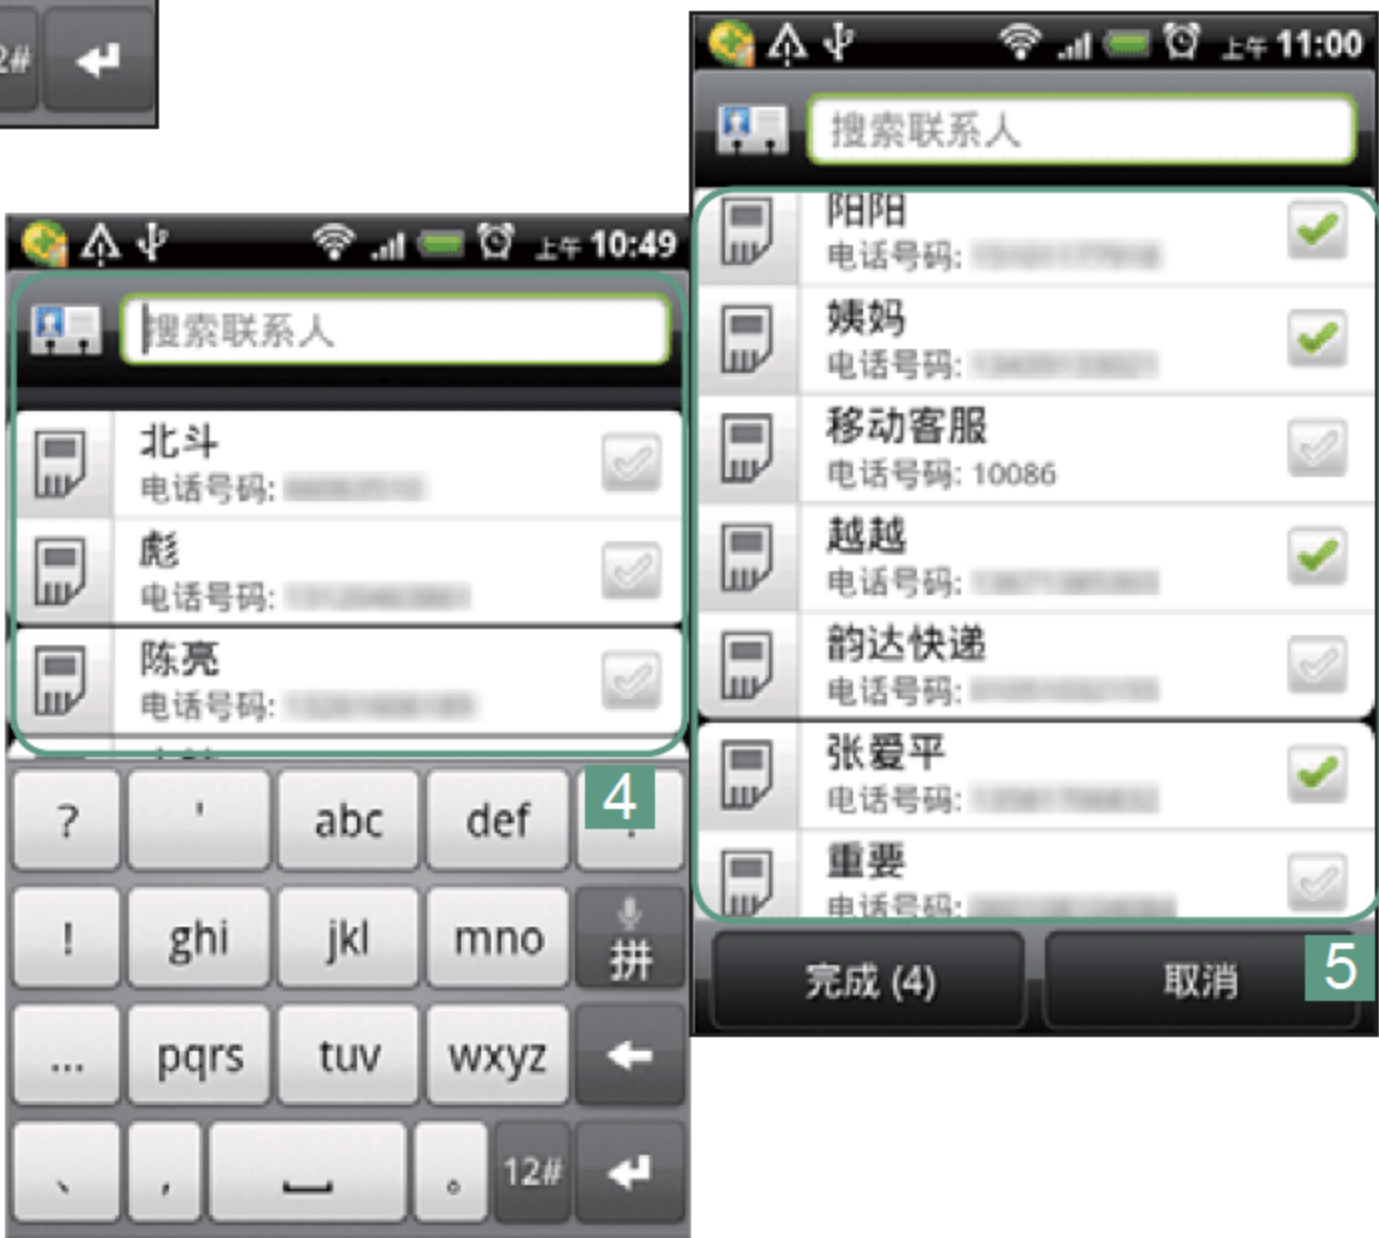 2#
上午 10:49
搜索联系人
北斗
电话号码:
彪
电话号码:
陈亮
电话号码:
4
? ' abc def
! ghi jkl mno 拼
... pqrs tuv wxyz
、 , 。 12#
上午 11:00
搜索联系人
阳阳
电话号码:
姨妈
电话号码:
移动客服
电话号码: 10086
越越
电话号码:
韵达快递
电话号码:
张爱平
电话号码:
重要
电话号码:
完成 (4) 取消
5